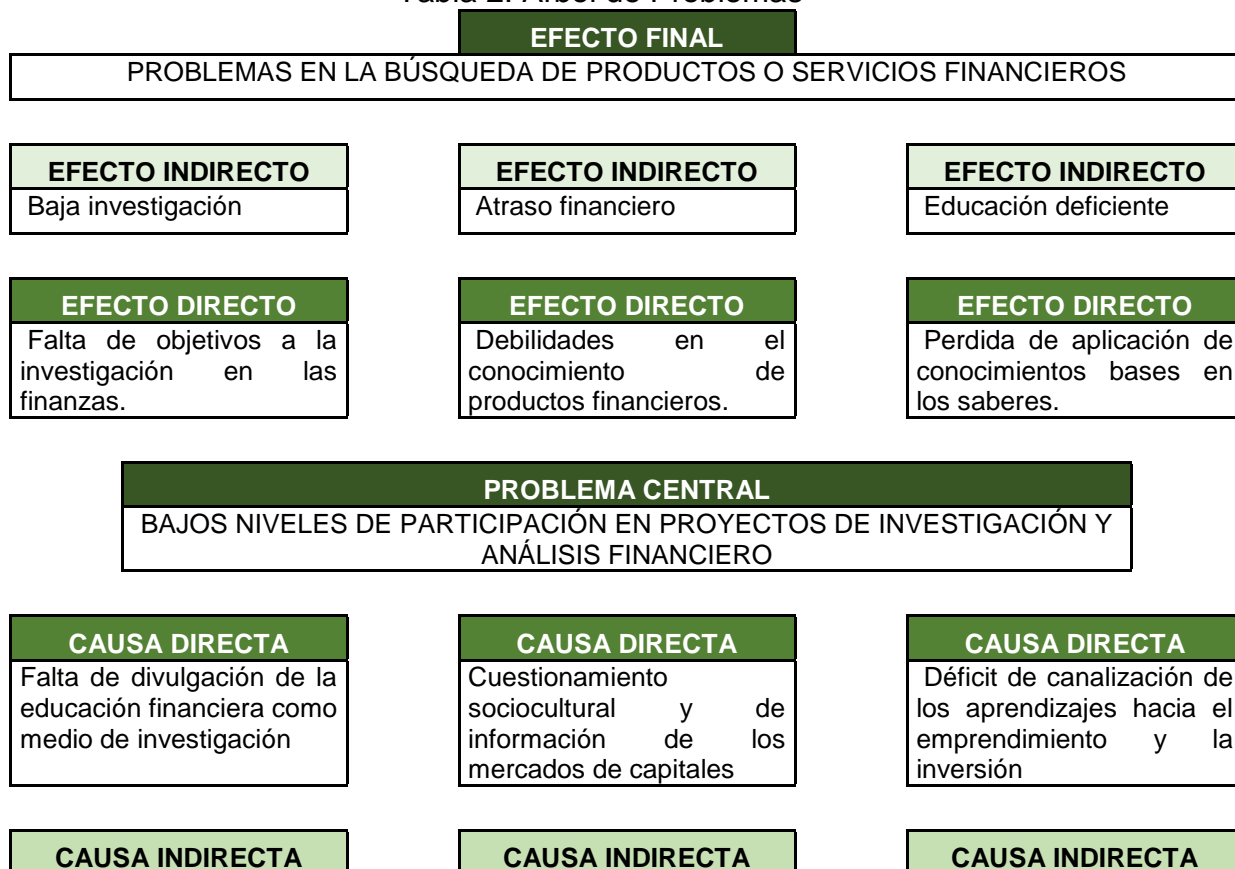 Tabla 2. Árbol de Problemas
EFECTO FINAL
PROBLEMAS EN LA BÚSQUEDA DE PRODUCTOS O SERVICIOS FINANCIEROS
EFECTO INDIRECTO
Baja investigación
EFECTO INDIRECTO
Atraso financiero
EFECTO INDIRECTO
Educación deficiente
EFECTO DIRECTO
Falta de objetivos a la
investigación en las
finanzas.
EFECTO DIRECTO
Debilidades en el
conocimiento de
productos financieros.
EFECTO DIRECTO
Perdida de aplicación de
conocimientos bases en
los saberes.
PROBLEMA CENTRAL
BAJOS NIVELES DE PARTICIPACIÓN EN PROYECTOS DE INVESTIGACIÓN Y
ANÁLISIS FINANCIERO
CAUSA DIRECTA
Falta de divulgación de la
educación financiera como
medio de investigación
CAUSA DIRECTA
Cuestionamiento
sociocultural y de
información de los
mercados de capitales
CAUSA DIRECTA
Déficit de canalización de
los aprendizajes hacia el
emprendimiento y la
inversión
CAUSA INDIRECTA
CAUSA INDIRECTA
CAUSA INDIRECTA